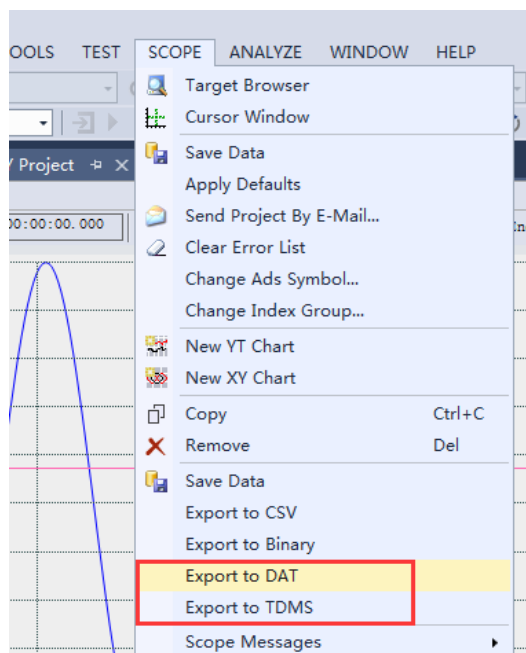 OOLS TEST SCOPE ANALYZE WINDOW HELP
Target Browser
Cursor Window
Project
Save Data
Apply Defaults
00:00:00.000
Send Project By E-Mail...
Clear Error List
Change Ads Symbol...
Change Index Group...
New YT Chart
New XY Chart
Copy Ctrl+C
Remove Del
Save Data
Export to CSV
Export to Binary
Export to DAT
Export to TDMS
Scope Messages